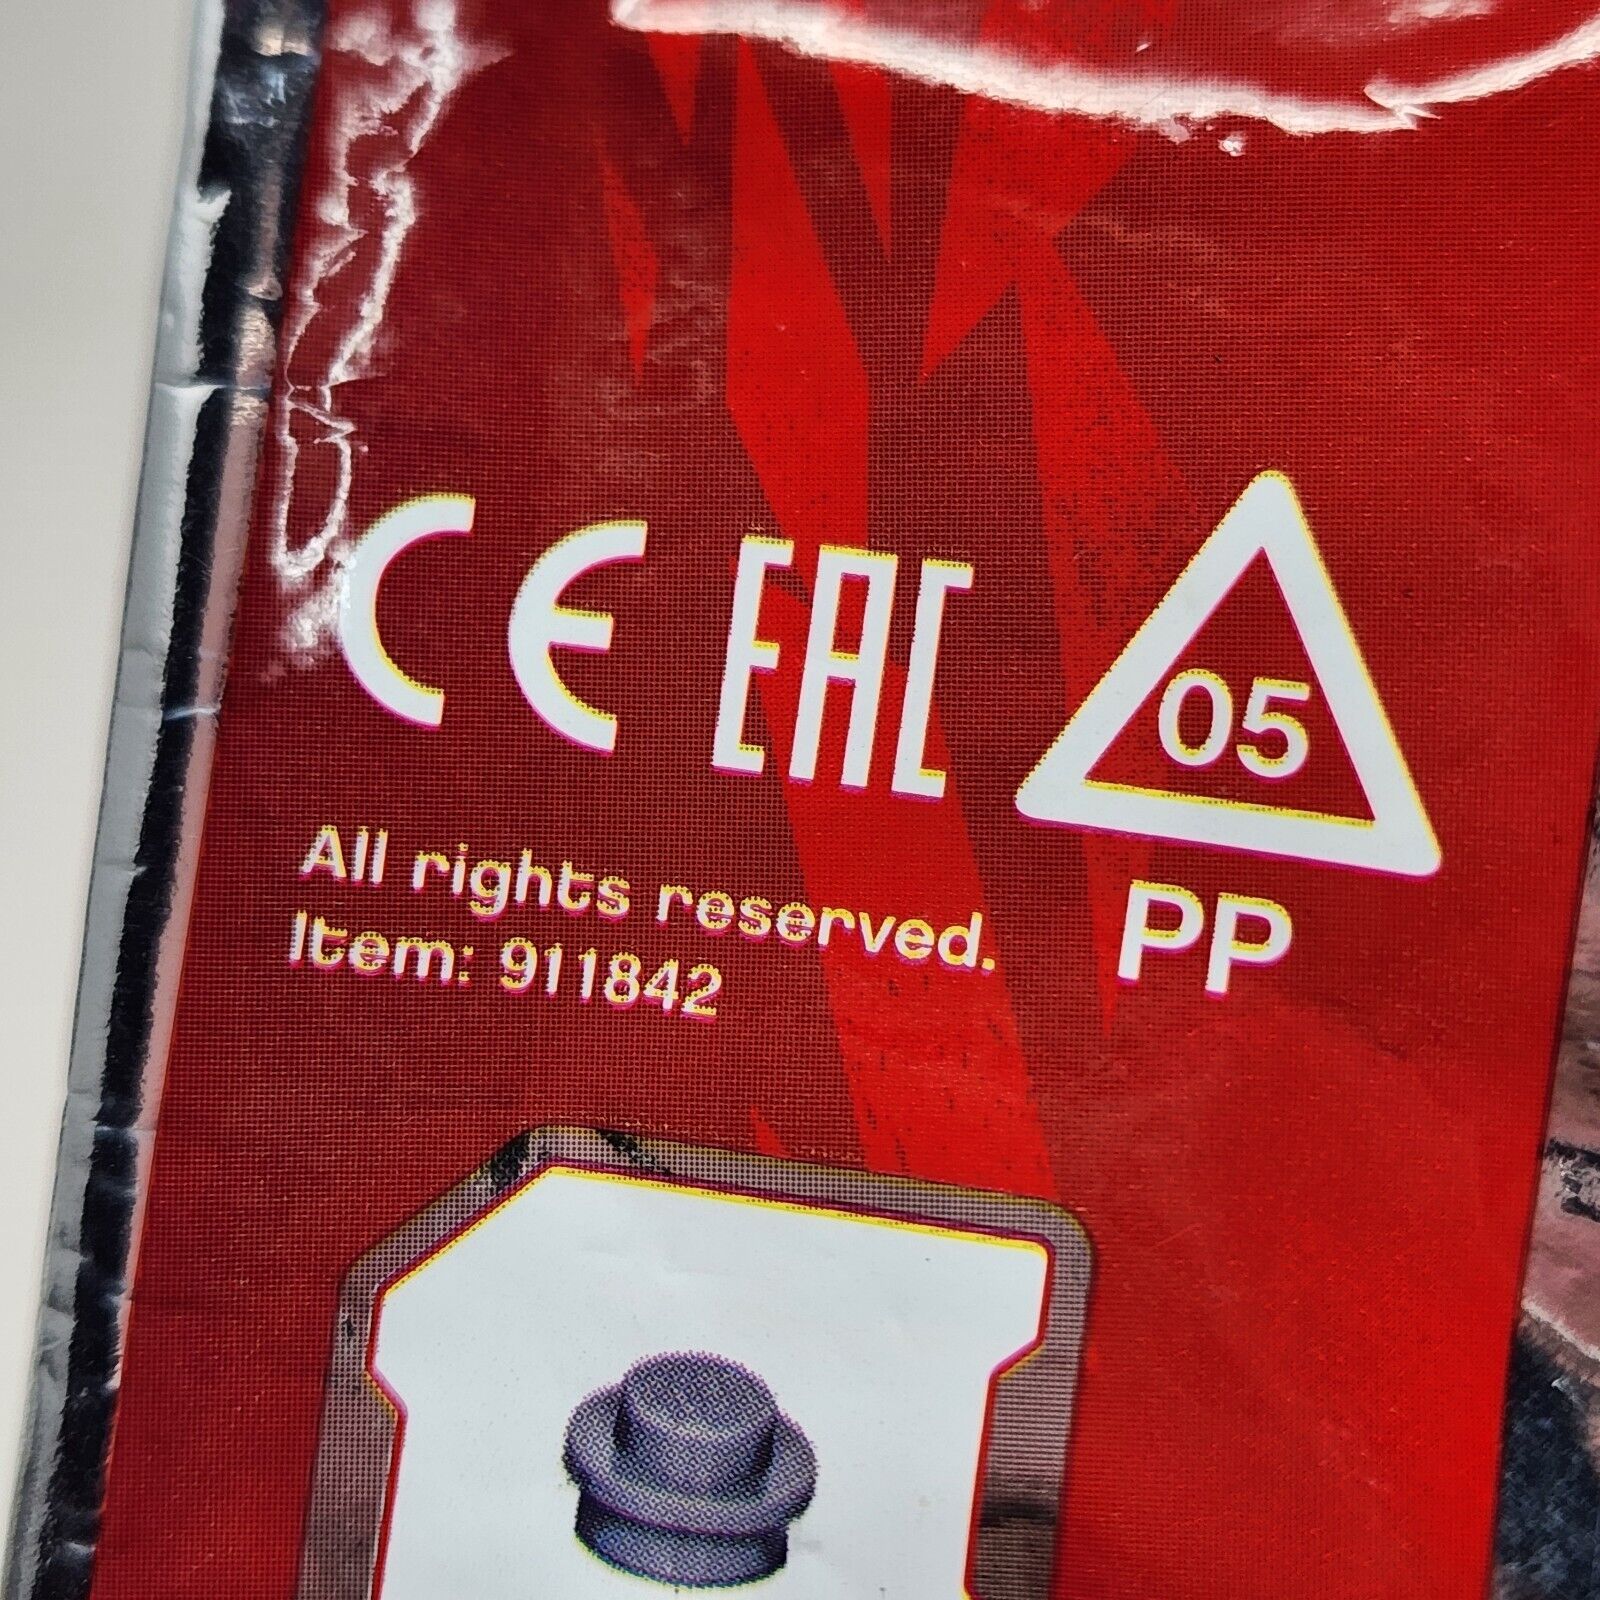 CE EAC 05
PP
All rights reserved.
Item: 911842